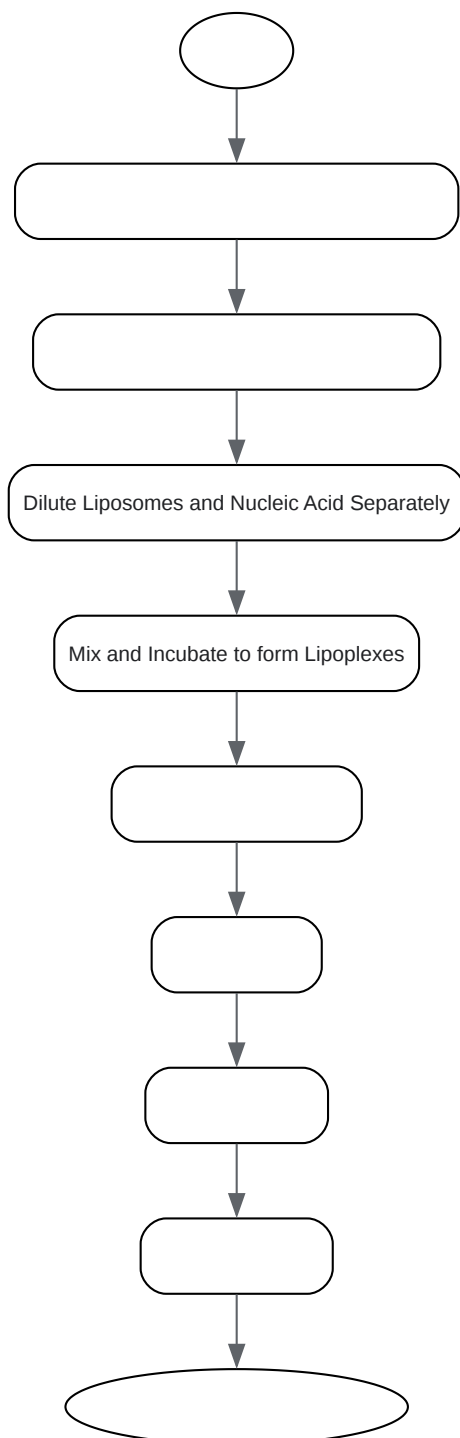 Dilute Liposomes and Nucleic Acid Separately
Mix and Incubate to form Lipoplexes